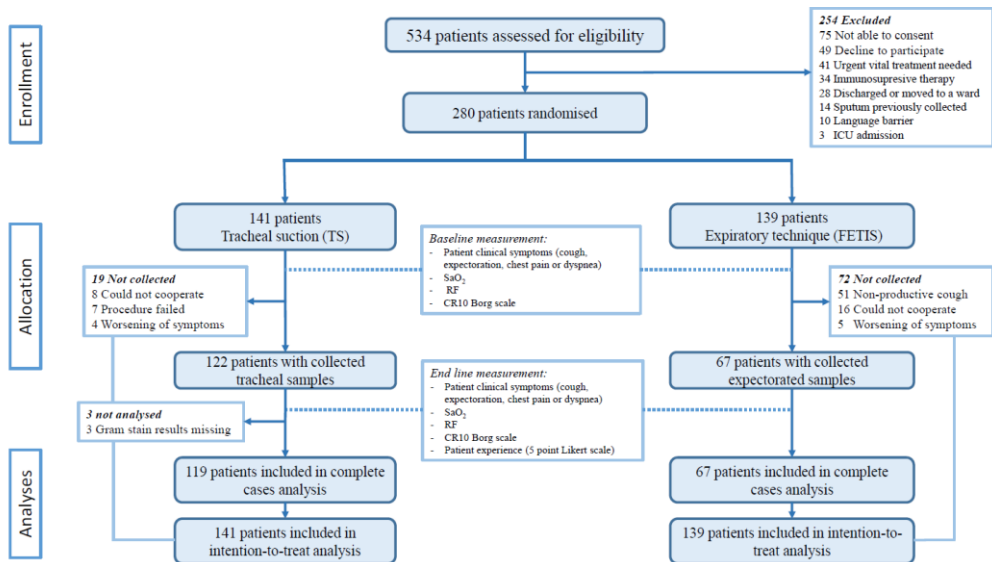 Enrollment
534 patients assessed for eligibility
254 Excluded
75 Not able to consent
49 Decline to participate
41 Urgent vital treatment needed
34 Immunosupresive therapy
28 Discharged or moved to a ward
14 Sputum previously collected
10 Language barrier
3 ICU admission
280 patients randomised
Allocation
141 patients
Tracheal suction (TS)
139 patients
Expiratory technique (FETIS)
Baseline measurement:
- Patient clinical symptoms (cough,
expectoration, chest pain or dyspnea)
- SaO₂
- RF
- CR10 Borg scale
19 Not collected
8 Could not cooperate
7 Procedure failed
4 Worsening of symptoms
72 Not collected
51 Non-productive cough
16 Could not cooperate
5 Worsening of symptoms
122 patients with collected
tracheal samples
67 patients with collected
expectorated samples
End line measurement:
- Patient clinical symptoms (cough,
expectoration, chest pain or dyspnea)
- SaO₂
- RF
- CR10 Borg scale
- Patient experience (5 point Likert scale)
3 not analysed
3 Gram stain results missing
Analyses
119 patients included in complete
cases analysis
67 patients included in complete
cases analysis
141 patients included in
intention-to-treat analysis
139 patients included in intention-to-
treat analysis